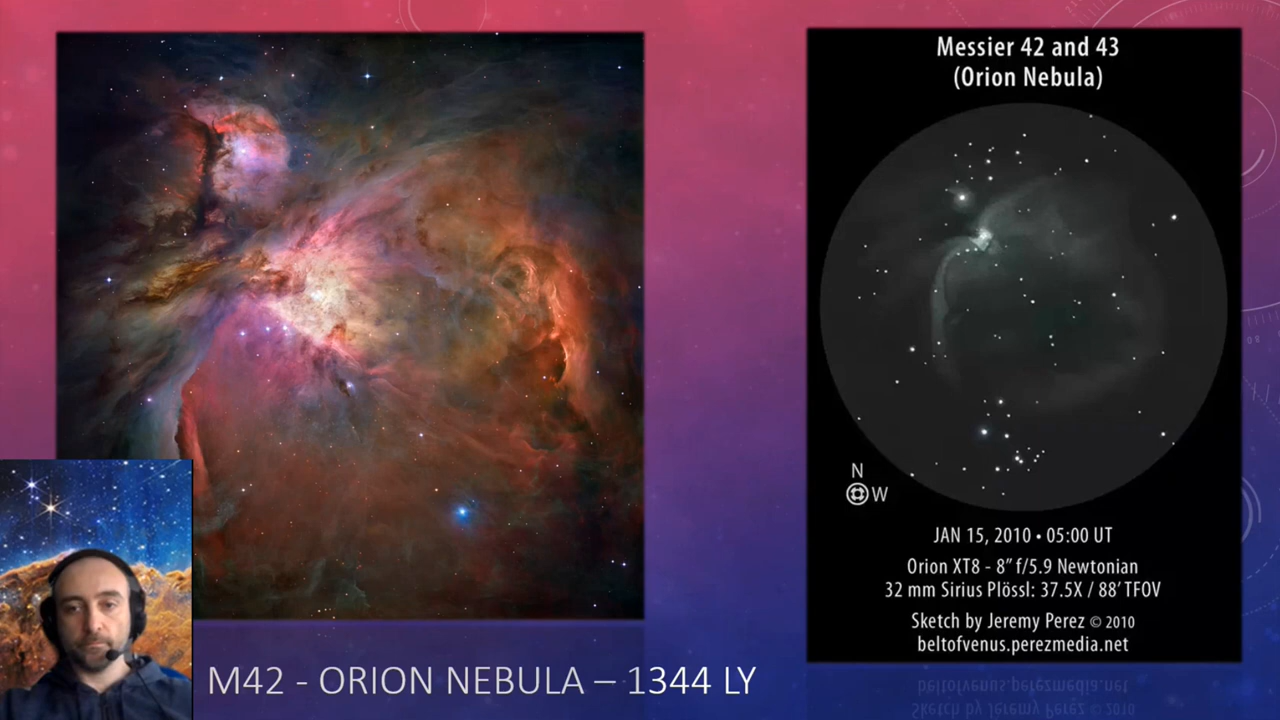 Messier 42 and 43
(Orion Nebula)
N
W
JAN 15, 2010 • 05:00 UT
Orion XT8 - 8" f/5.9 Newtonian
32 mm Sirius Plössl: 37.5X / 88' TFOV
Sketch by Jeremy Perez © 2010
beltofvenus.perezmedia.net
M42 - ORION NEBULA – 1344 LY